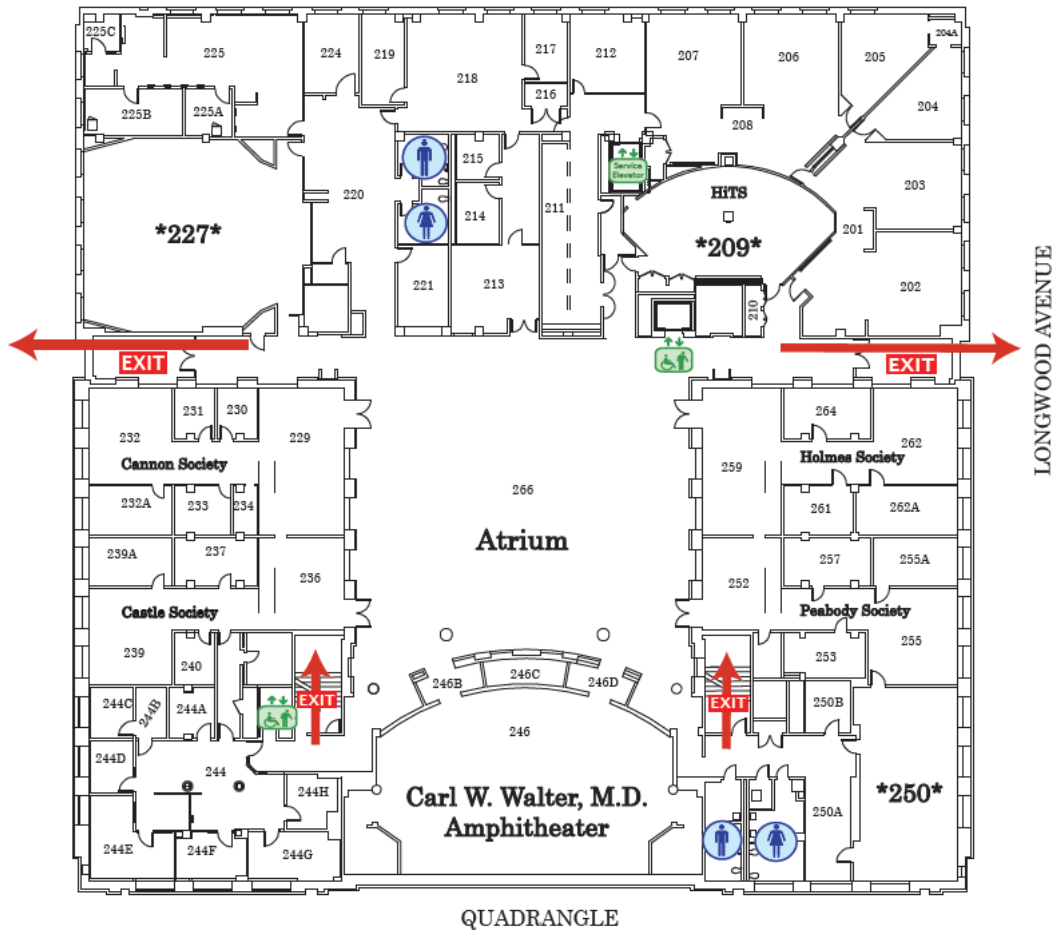 225C
225
224
219
218
217
212
207
206
205
204A
216
225B
225A
208
204
215
Service
Elevator
203
220
214
211
HiTS
*227*
*209*
201
221
213
210
202
EXIT
EXIT
LONGWOOD AVENUE
231
230
232
229
264
262
Cannon Society
259
Holmes Society
266
232A
233
234
261
262A
Atrium
239A
237
257
255A
236
252
Castle Society
Peabody Society
239
240
253
255
246B
246C
246D
EXIT
EXIT
244C
244B
244A
250B
246
244D
244
244H
Carl W. Walter, M.D.
Amphitheater
250A
*250*
244E
244F
244G
QUADRANGLE